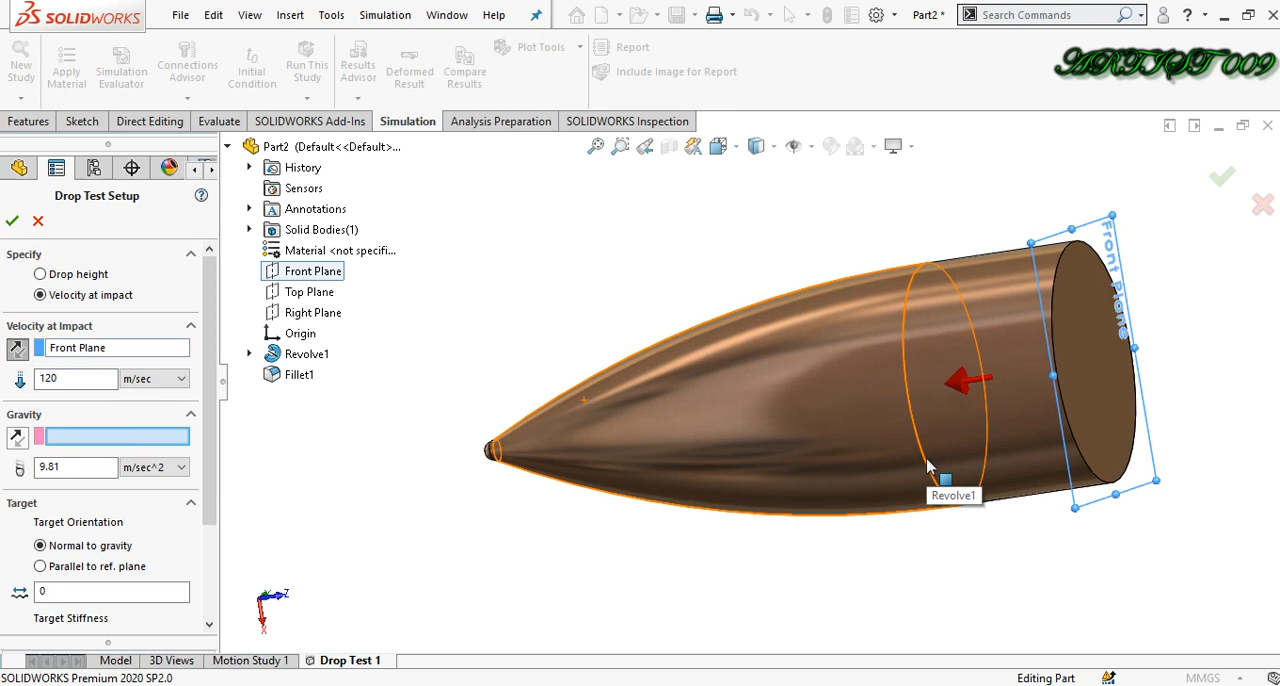 SOLIDWORKS File Edit View Insert Tools Simulation Window Help Part2 * Search Commands ?
ARTIST 009
New Study
Apply Material
Simulation Evaluator
Connections Advisor
Initial Condition
Run This Study
Results Advisor
Deformed Result
Compare Results
Plot Tools
Report
Include Image for Report
Features Sketch Direct Editing Evaluate SOLIDWORKS Add-Ins Simulation Analysis Preparation SOLIDWORKS Inspection
Drop Test Setup
Specify
Drop height
Velocity at impact
Velocity at Impact
Front Plane
120 m/sec
Gravity
9.81 m/sec^2
Target
Target Orientation
Normal to gravity
Parallel to ref. plane
0
Target Stiffness
Part2 (Default<<Default>...
History
Sensors
Annotations
Solid Bodies(1)
Material <not specifi...
Front Plane
Top Plane
Right Plane
Origin
Revolve1
Fillet1
Front Plane
Revolve1
Z
X
Model 3D Views Motion Study 1 Drop Test 1
SOLIDWORKS Premium 2020 SP2.0 Editing Part MMGS